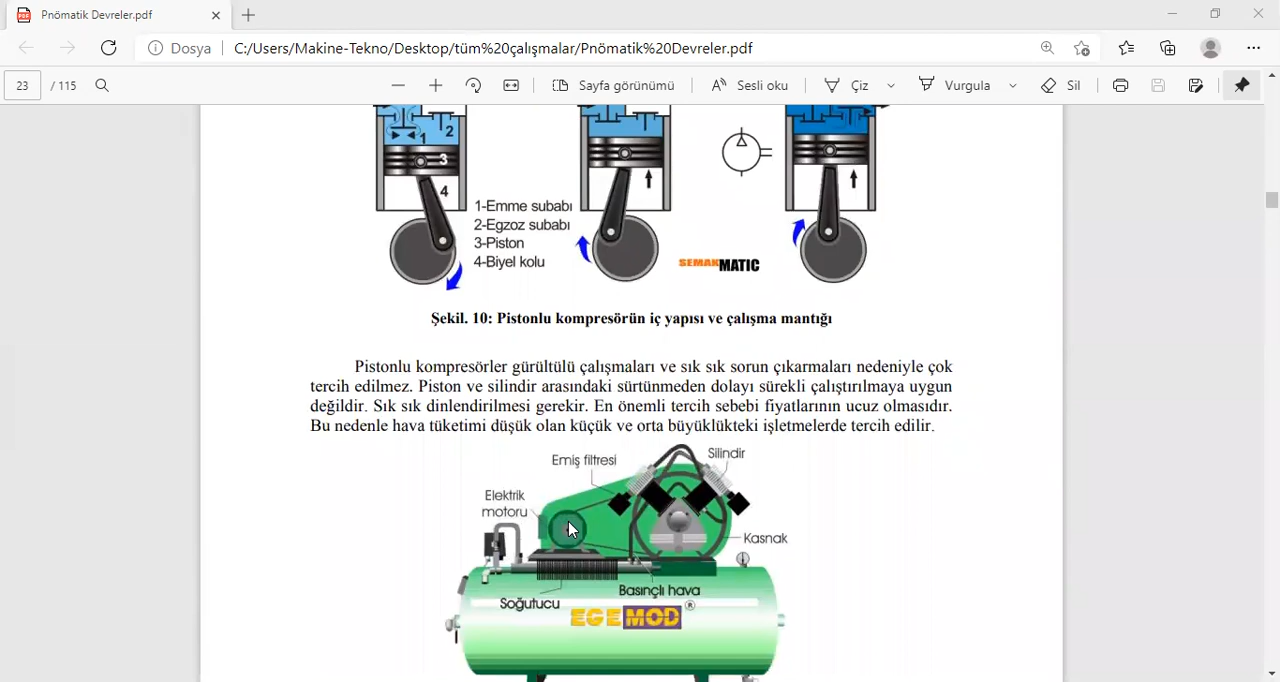 Pnömatik Devreler.pdf
Dosya
C:/Users/Makine-Tekno/Desktop/tüm%20çalışmalar/Pnömatik%20Devreler.pdf
23 / 115
Sayfa görünümü
Sesli oku
Çiz
Vurgula
Sil
1 2
3
4
1-Emme subabı
2-Egzoz subabı
3-Piston
4-Biyel kolu
SEMAKMATIC
Şekil. 10: Pistonlu kompresörün iç yapısı ve çalışma mantığı
Pistonlu kompresörler gürültülü çalışmaları ve sık sık sorun çıkarmaları nedeniyle çok
tercih edilmez. Piston ve silindir arasındaki sürtünmeden dolayı sürekli çalıştırılmaya uygun
değildir. Sık sık dinlendirilmesi gerekir. En önemli tercih sebebi fiyatlarının ucuz olmasıdır.
Bu nedenle hava tüketimi düşük olan küçük ve orta büyüklükteki işletmelerde tercih edilir.
Emiş filtresi
Silindir
Elektrik
motoru
Kasnak
Basınçlı hava
Soğutucu
EGEMOD ®